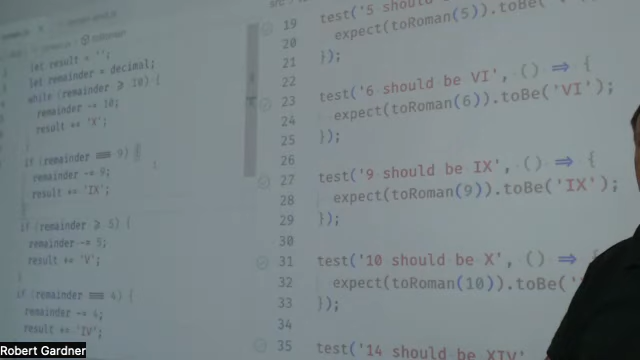 let result = '';
let remainder = decimal;
while (remainder ≥ 10) {
remainder -= 10;
result += 'X';
if (remainder === 9) {
remainder -= 9;
result += 'IX';
if (remainder ≥ 5) {
remainder -= 5;
result += 'V';
if (remainder === 4) {
remainder -= 4;
result += 'IV';
19 test('5 should
20 expect(toRoman(5)).toBe(
21 });
22
23 test('6 should be VI', () ⇒ {
24 expect(toRoman(6)).toBe('VI');
25 });
26
27 test('9 should be IX', () ⇒ {
28 expect(toRoman(9)).toBe('IX');
29 });
30
31 test('10 should be X', () ⇒ {
32 expect(toRoman(10)).toBe('
33 });
34
35 test('14 should be XIV
Robert Gardner